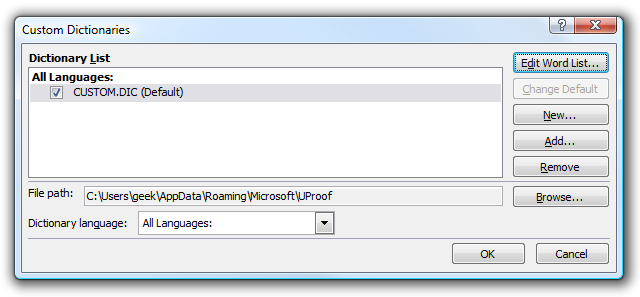 Custom Dictionaries
Dictionary List
All Languages:
CUSTOM.DIC (Default)
Edit Word List...
Change Default
New...
Add...
Remove
File path: C:\Users\geek\AppData\Roaming\Microsoft\UProof Browse...
Dictionary language: All Languages:
OK Cancel